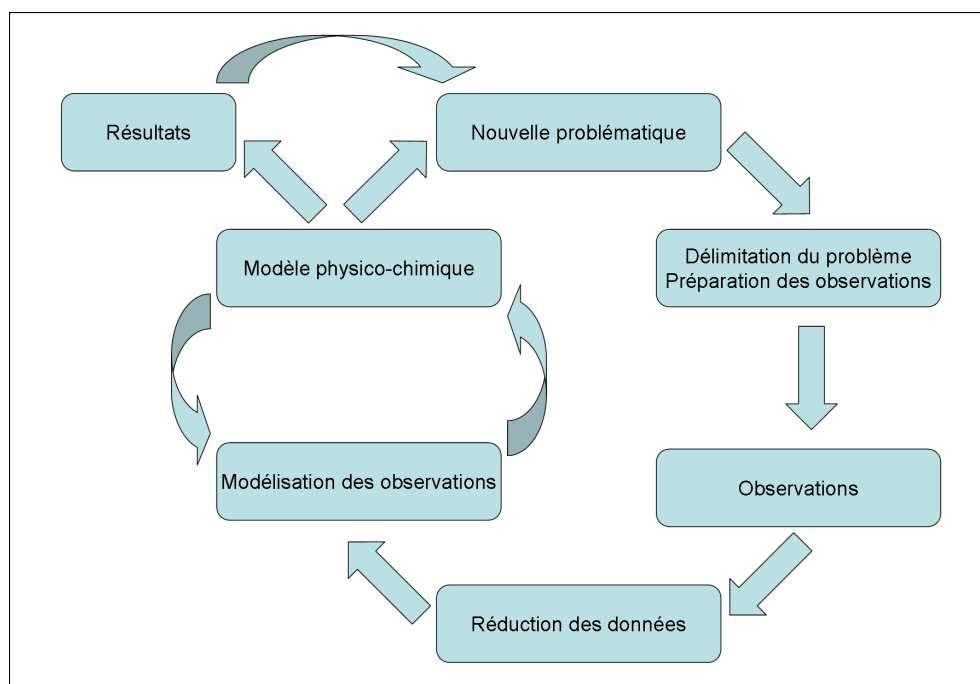 Résultats
Nouvelle problématique
Modèle physico-chimique
Délimitation du problème
Préparation des observations
Modélisation des observations
Observations
Réduction des données